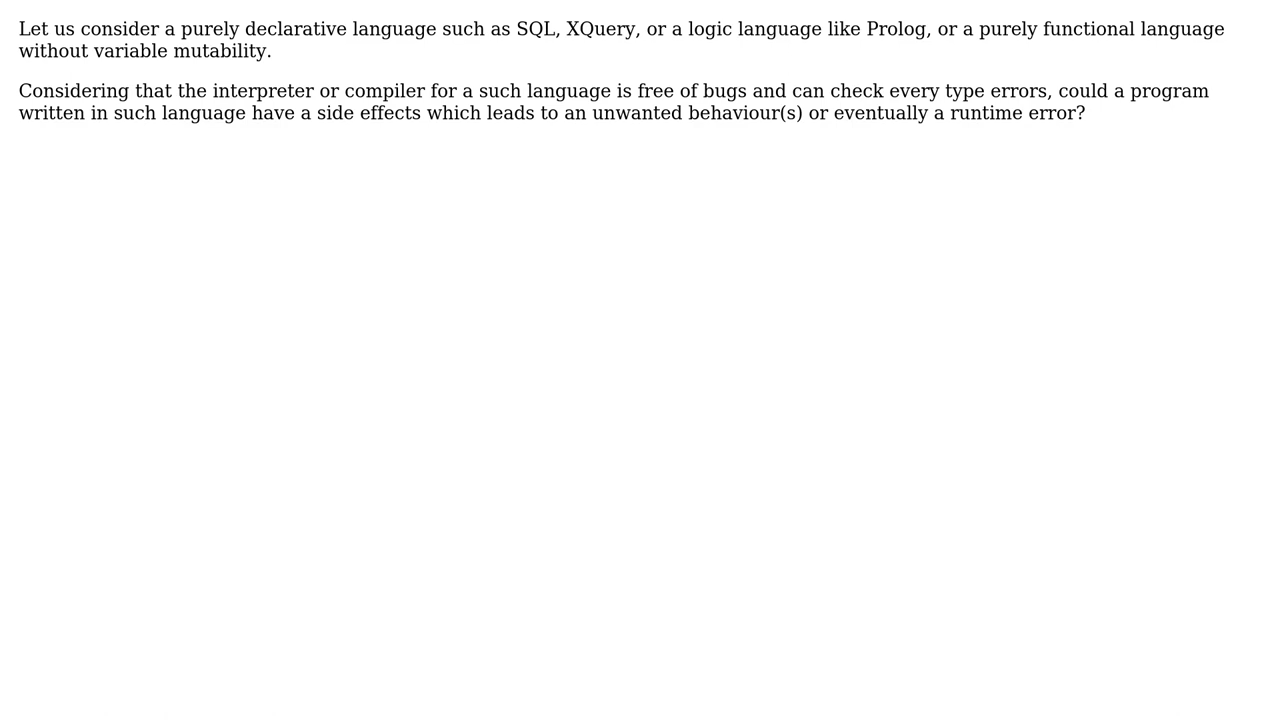 Let us consider a purely declarative language such as SQL, XQuery, or a logic language like Prolog, or a purely functional language
without variable mutability.
Considering that the interpreter or compiler for a such language is free of bugs and can check every type errors, could a program
written in such language have a side effects which leads to an unwanted behaviour(s) or eventually a runtime error?